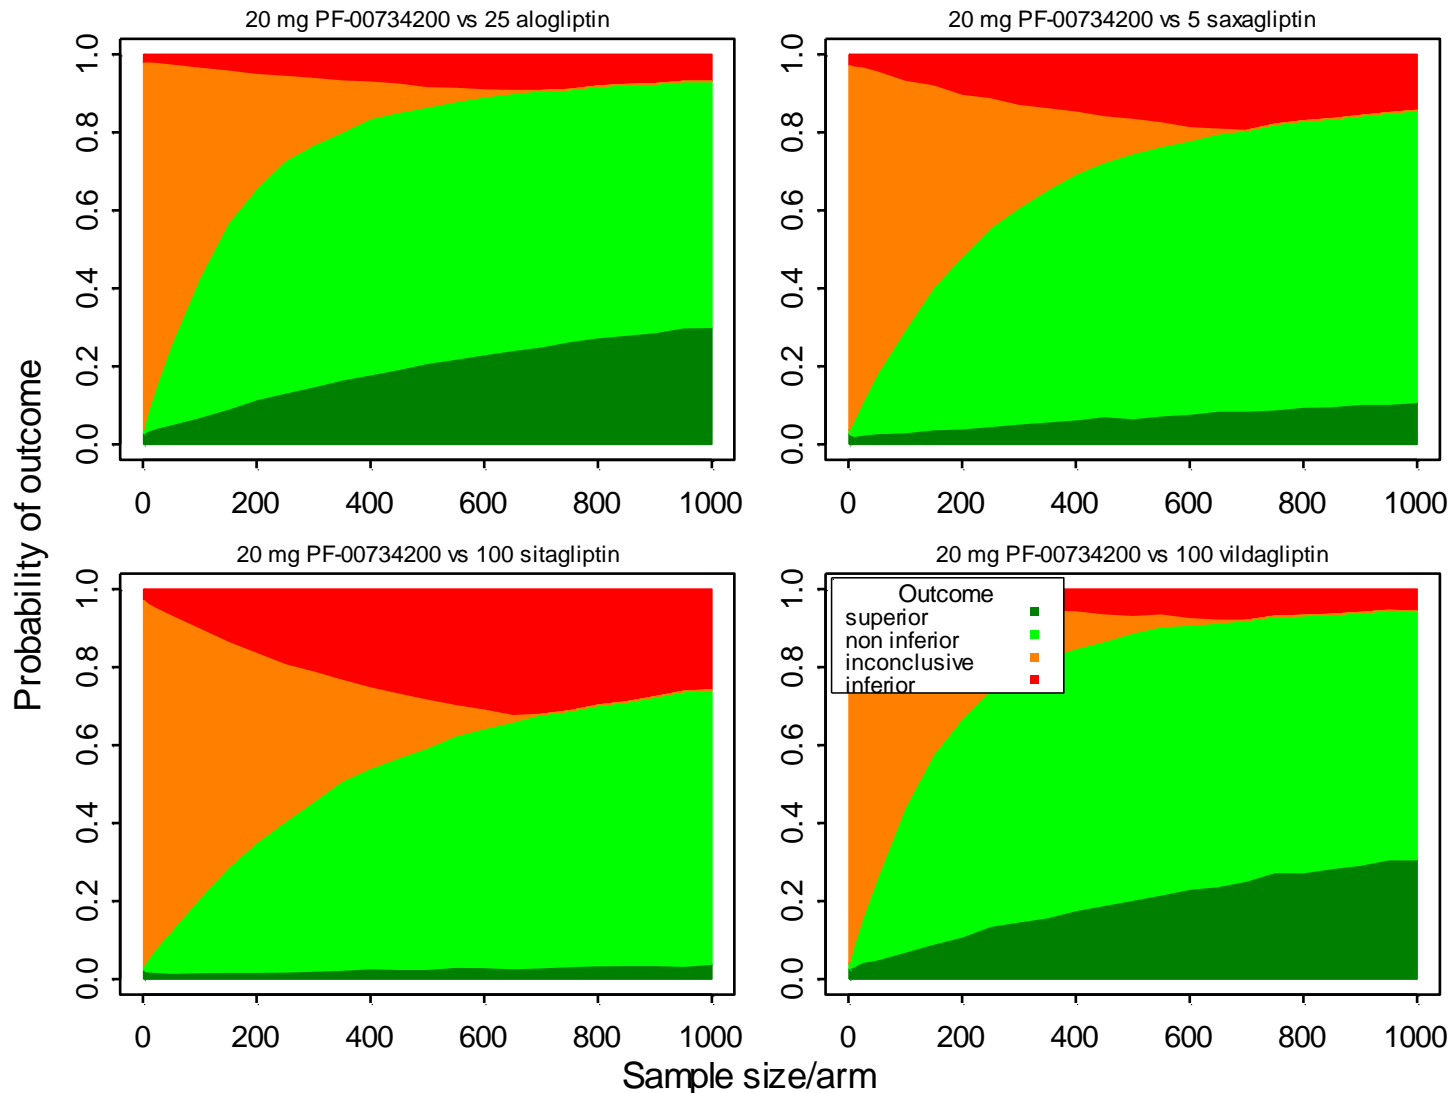 20 mg PF-00734200 vs 25 alogliptin
20 mg PF-00734200 vs 5 saxagliptin
1.0
0.8
0.6
0.4
0.2
0.0
0 200 400 600 800 1000
1.0
0.8
0.6
0.4
0.2
0.0
0 200 400 600 800 1000
Probability of outcome
20 mg PF-00734200 vs 100 sitagliptin
20 mg PF-00734200 vs 100 vildagliptin
1.0
0.8
0.6
0.4
0.2
0.0
0 200 400 600 800 1000
Outcome
superior
non inferior
inconclusive
inferior
1.0
0.8
0.6
0.4
0.2
0.0
0 200 400 600 800 1000
Sample size/arm